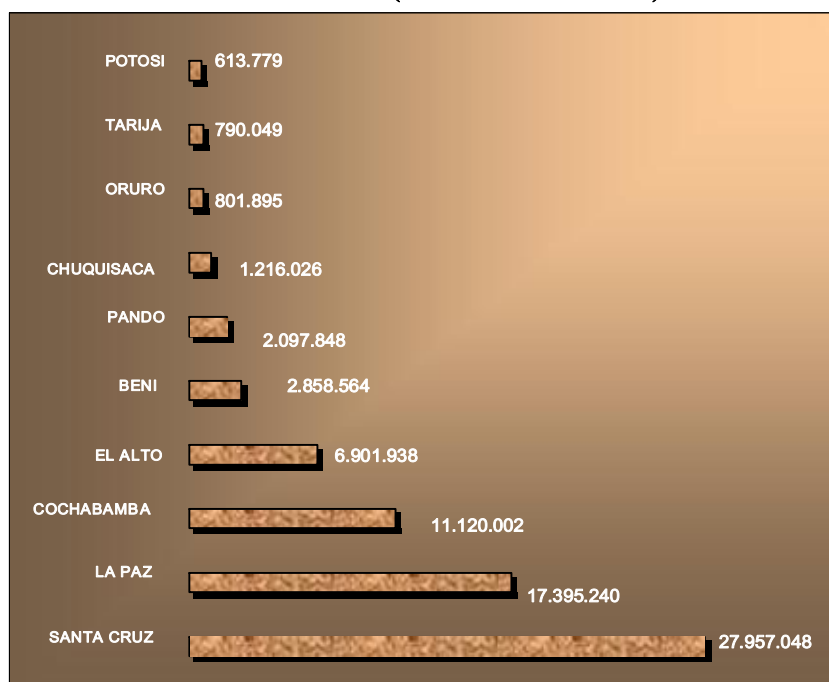 POTOSI 613.779
TARIJA 790.049
ORURO 801.895
CHUQUISACA 1.216.026
PANDO 2.097.848
BENI 2.858.564
EL ALTO 6.901.938
COCHABAMBA 11.120.002
LA PAZ 17.395.240
SANTA CRUZ 27.957.048